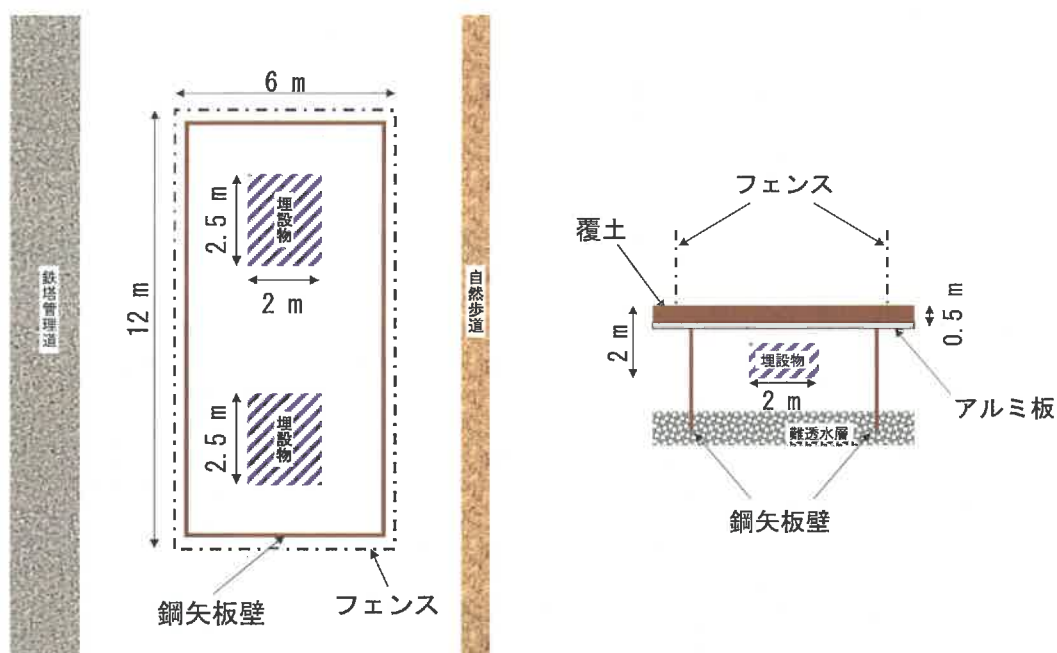 6 m
12 m
2.5 m
埋設物
2 m
2.5 m
埋設物
鉄塔管理道
自然歩道
鋼矢板壁
フェンス
フェンス
覆土
0.5 m
2 m
埋設物
2 m
アルミ板
難透水層
鋼矢板壁